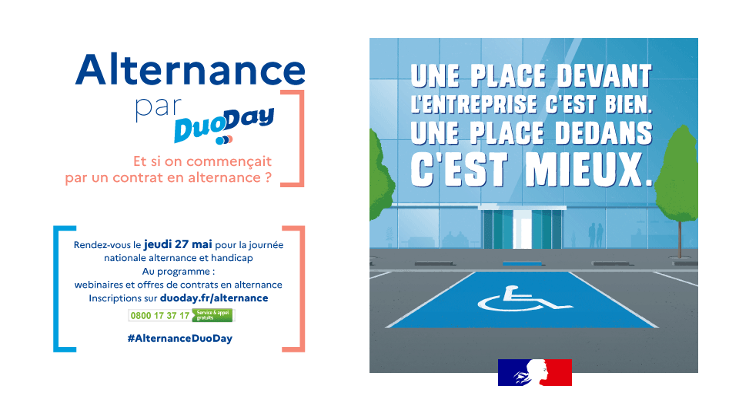 Alternance
par DuoDay
Et si on commençait
par un contrat en alternance ?
Rendez-vous le jeudi 27 mai pour la journée
nationale alternance et handicap
Au programme :
webinaires et offres de contrats en alternance
Inscriptions sur duoday.fr/alternance
0800 17 37 17 Service & appel
gratuits
#AlternanceDuoDay
UNE PLACE DEVANT
L'ENTREPRISE C'EST BIEN.
UNE PLACE DEDANS
C'EST MIEUX.